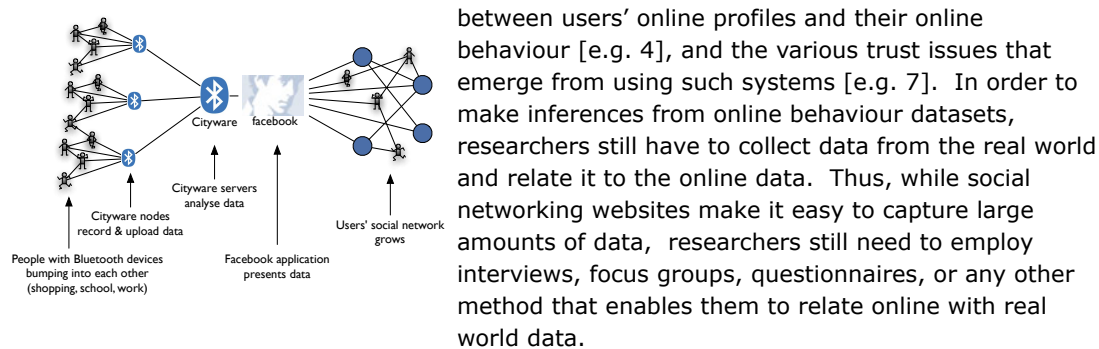 Cityware
facebook
Cityware servers
analyse data
Cityware nodes
record & upload data
Users' social network
grows
People with Bluetooth devices
bumping into each other
(shopping, school, work)
Facebook application
presents data
between users’ online profiles and their online
behaviour [e.g. 4], and the various trust issues that
emerge from using such systems [e.g. 7].  In order to
make inferences from online behaviour datasets,
researchers still have to collect data from the real world
and relate it to the online data.  Thus, while social
networking websites make it easy to capture large
amounts of data,  researchers still need to employ
interviews, focus groups, questionnaires, or any other
method that enables them to relate online with real
world data.